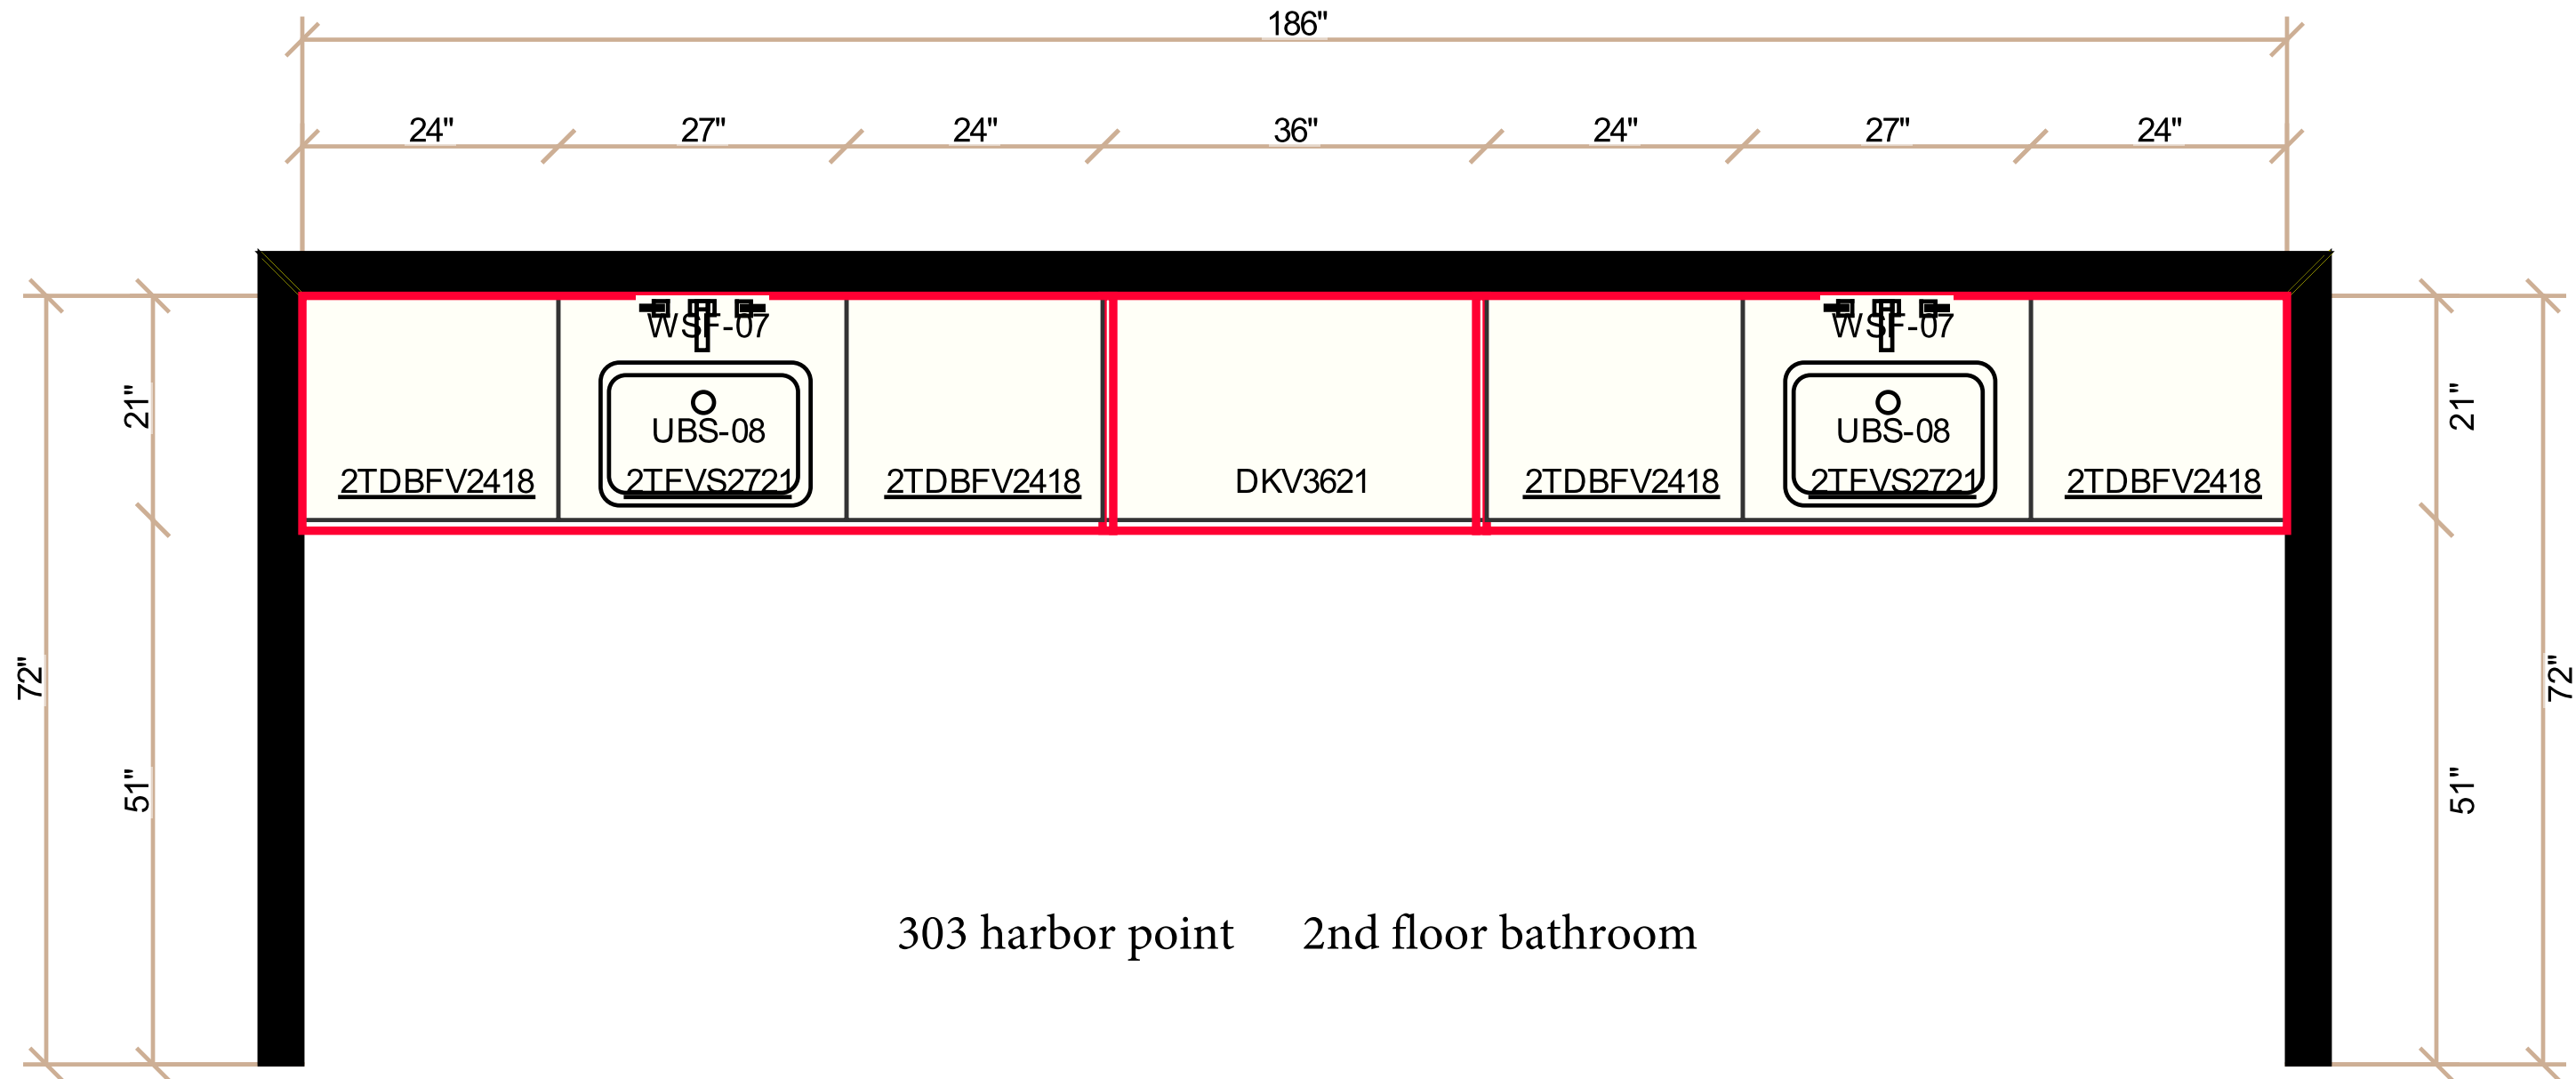 186"
24" 27" 24" 36" 24" 27" 24"
WSF-07 WSF-07
21" 21"
UBS-08 UBS-08
2TDBFV2418 2TFVS2721 2TDBFV2418 DKV3621 2TDBFV2418 2TFVS2721 2TDBFV2418
72" 72"
51" 51"
303 harbor point 2nd floor bathroom